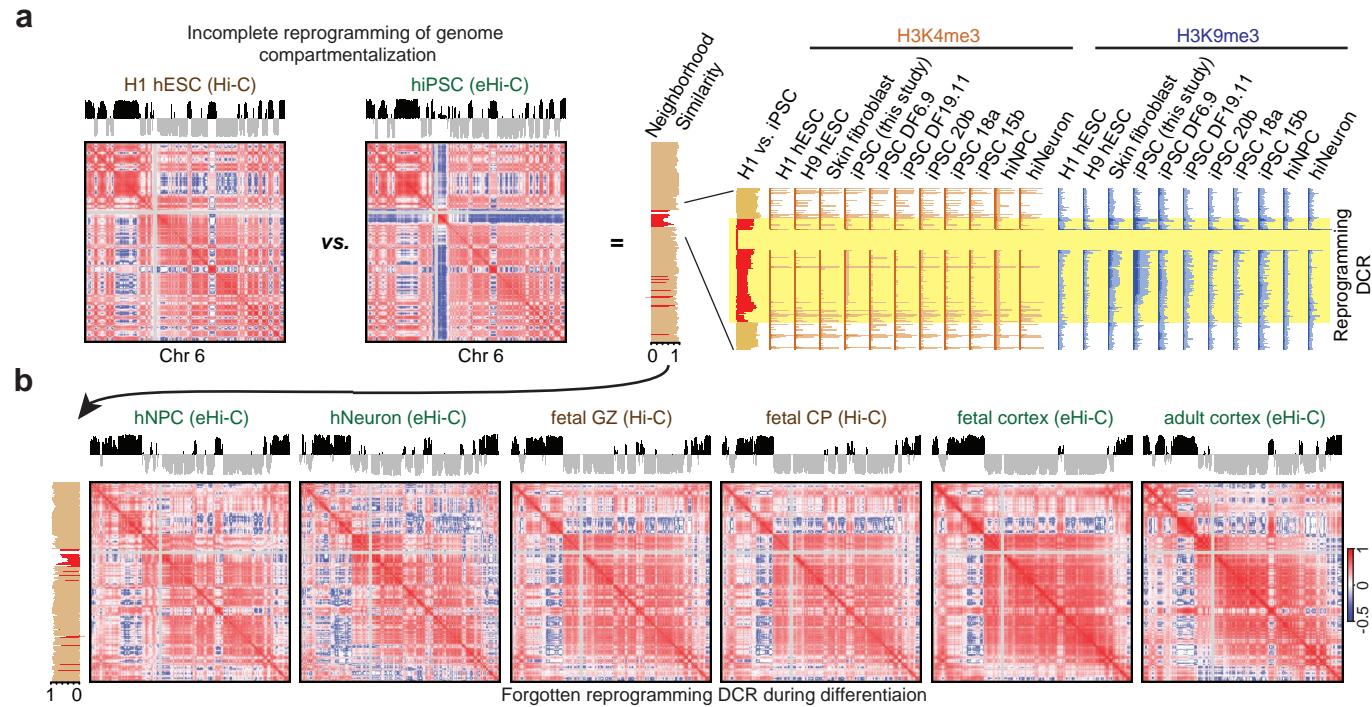 a
Incomplete reprogramming of genome
compartmentalization
H1 hESC (Hi-C)
hiPSC (eHi-C)
vs.
=
Chr 6
Chr 6
Neighborhood
Similarity
0 1
H3K4me3
H3K9me3
H1 vs. iPSC
H1 hESC
H9 hESC
Skin fibroblast
iPSC (this study)
iPSC DF6.9
iPSC DF19.11
iPSC 20b
iPSC 18a
iPSC 15b
hiNPC
hiNeuron
H1 hESC
H9 hESC
Skin fibroblast
iPSC (this study)
iPSC DF6.9
iPSC DF19.11
iPSC 20b
iPSC 18a
iPSC 15b
hiNPC
hiNeuron
Reprogramming
DCR
b
hNPC (eHi-C)
hNeuron (eHi-C)
fetal GZ (Hi-C)
fetal CP (Hi-C)
fetal cortex (eHi-C)
adult cortex (eHi-C)
1 0
1
0
-0.5
Forgotten reprogramming DCR during differentiaion